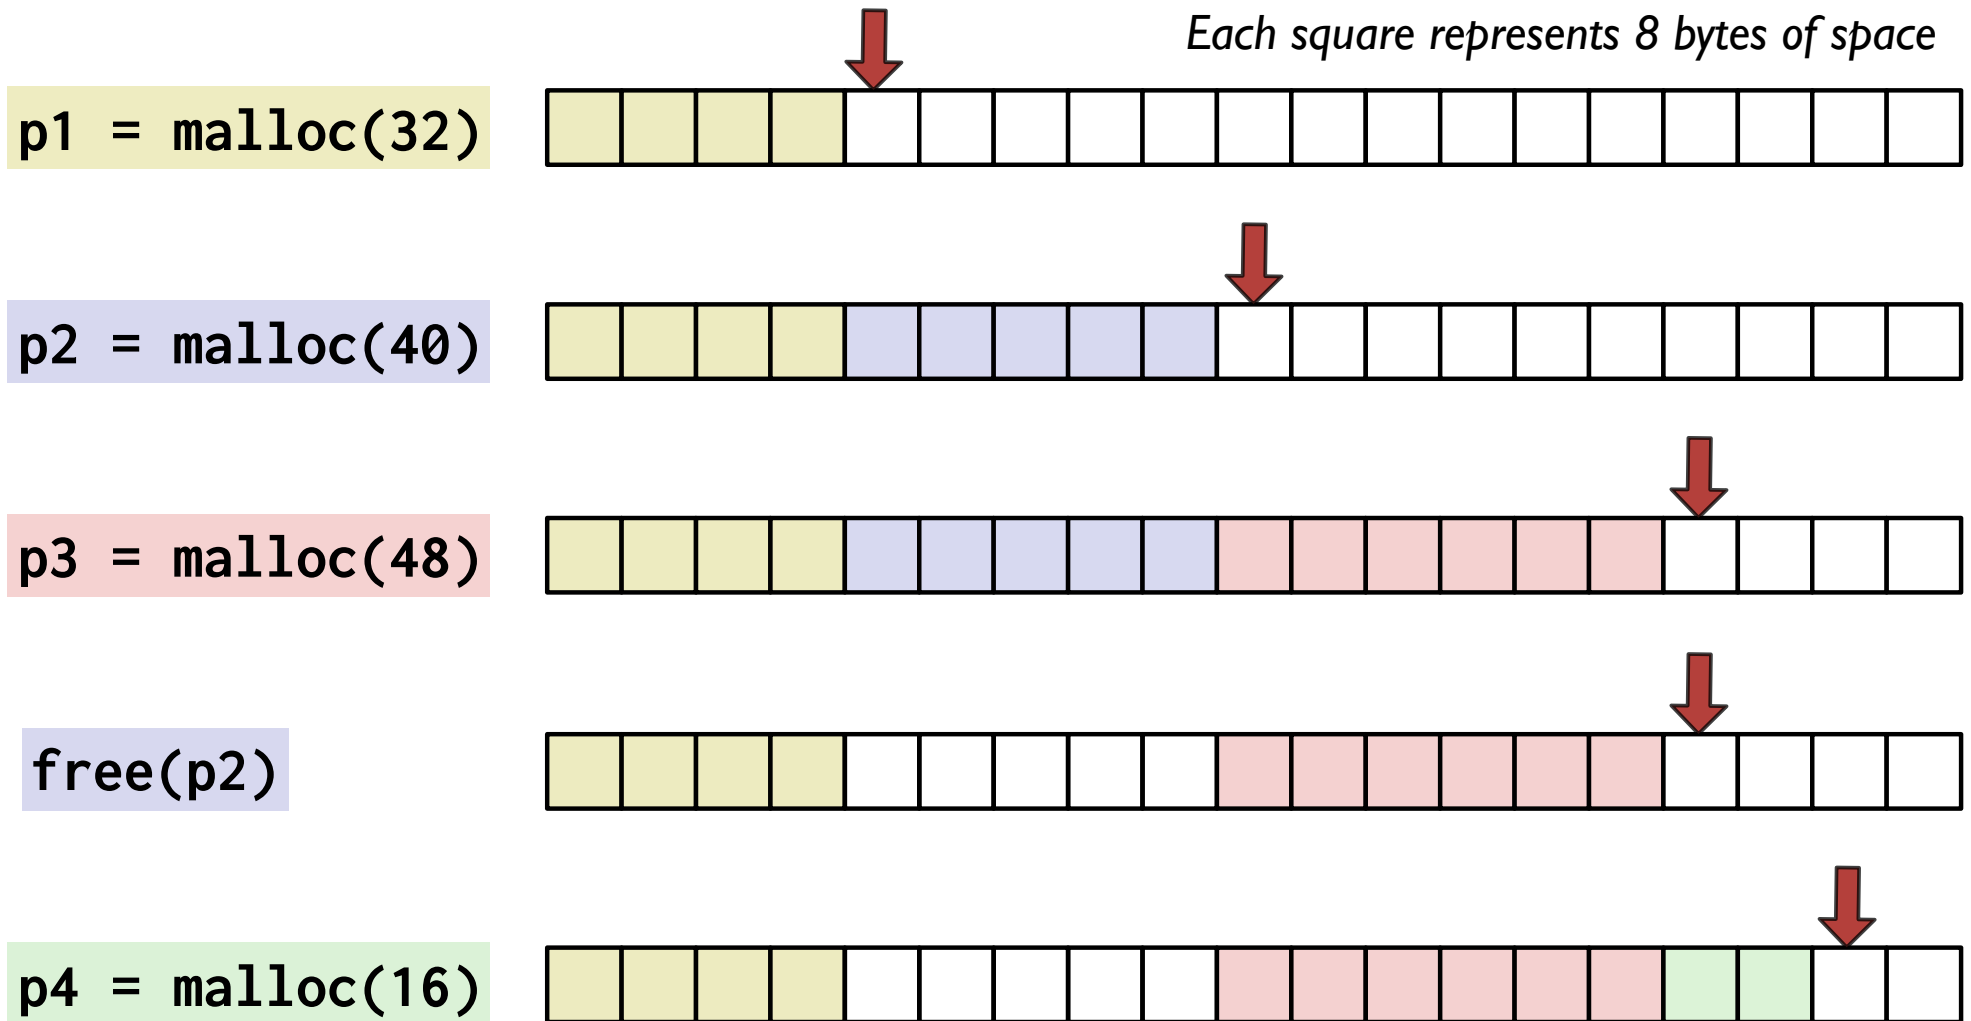 Each square represents 8 bytes of space
p1 = malloc(32)
p2 = malloc(40)
p3 = malloc(48)
free(p2)
p4 = malloc(16)